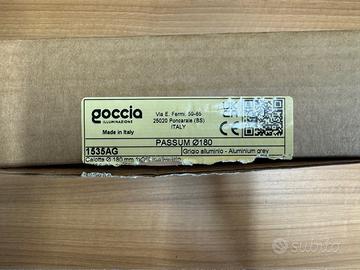 goccia
ILLUMINAZIONE
Made in Italy
Via E. Fermi, 59-65
25020 Poncarale (BS)
ITALY
PASSUM Ø180
1535AG
Grigio alluminio - Aluminium grey
Calotta Ø 180 mm
subito